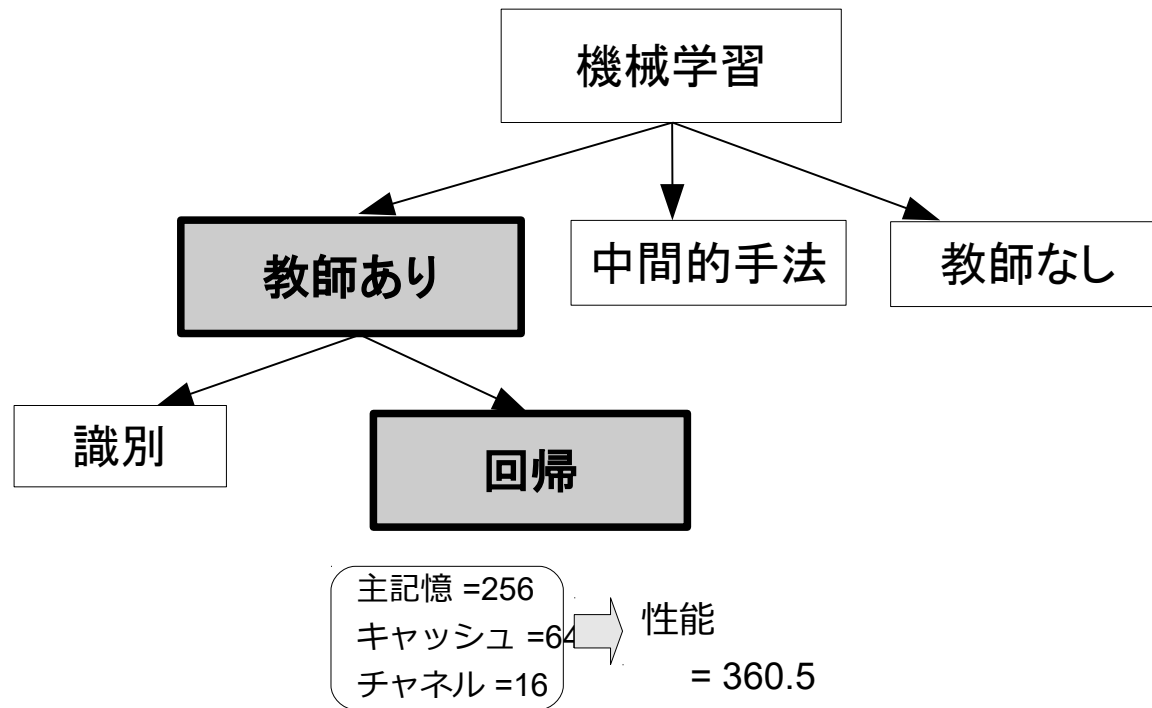 機械学習
教師あり
中間的手法
教師なし
識別
回帰
主記憶 =256
キャッシュ =64
チャネル =16
性能
= 360.5